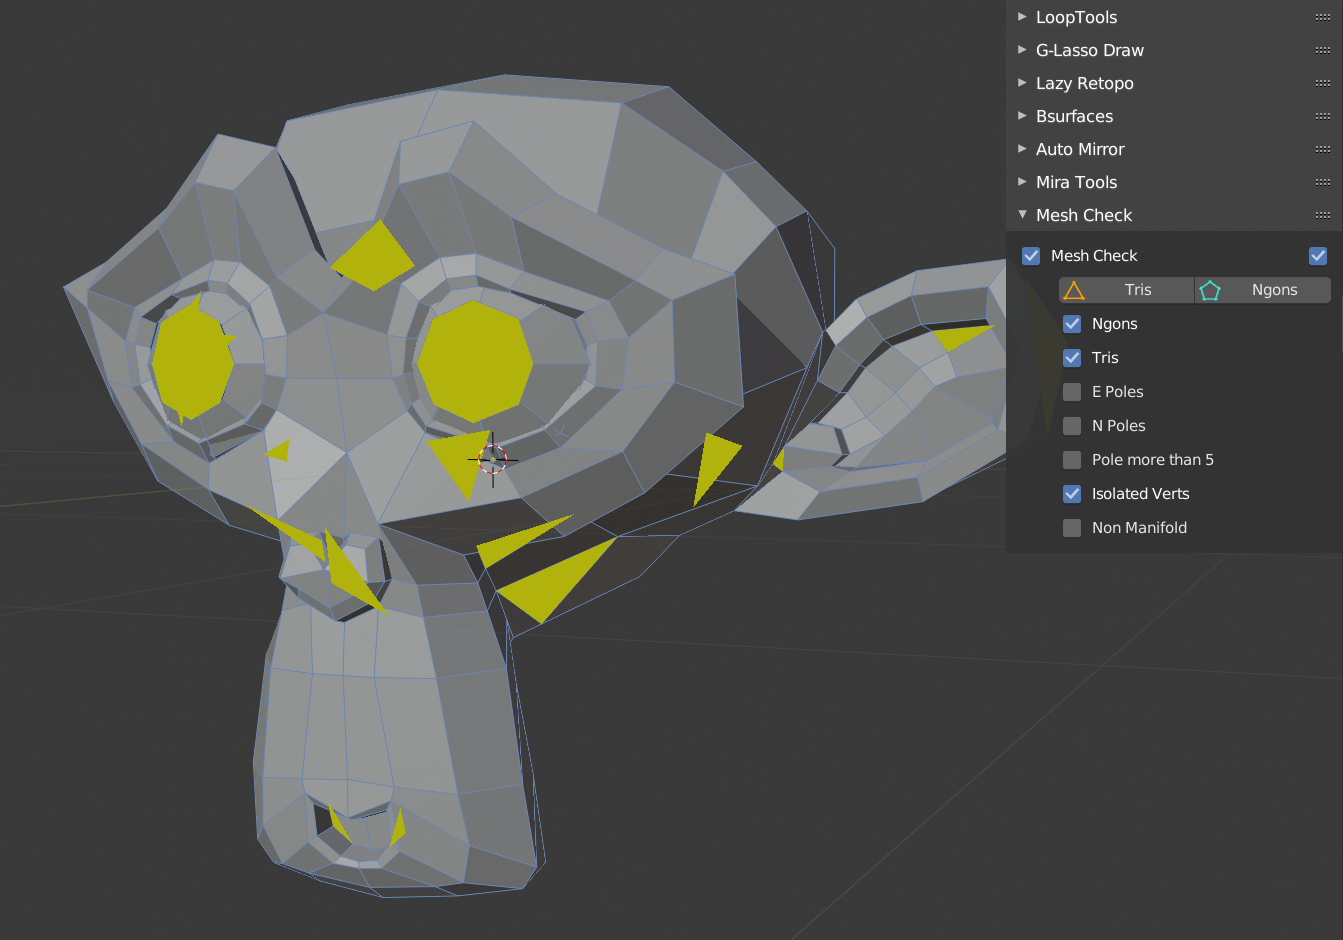 LoopTools
G-Lasso Draw
Lazy Retopo
Bsurfaces
Auto Mirror
Mira Tools
Mesh Check
Mesh Check
Tris Ngons
Ngons
Tris
E Poles
N Poles
Pole more than 5
Isolated Verts
Non Manifold